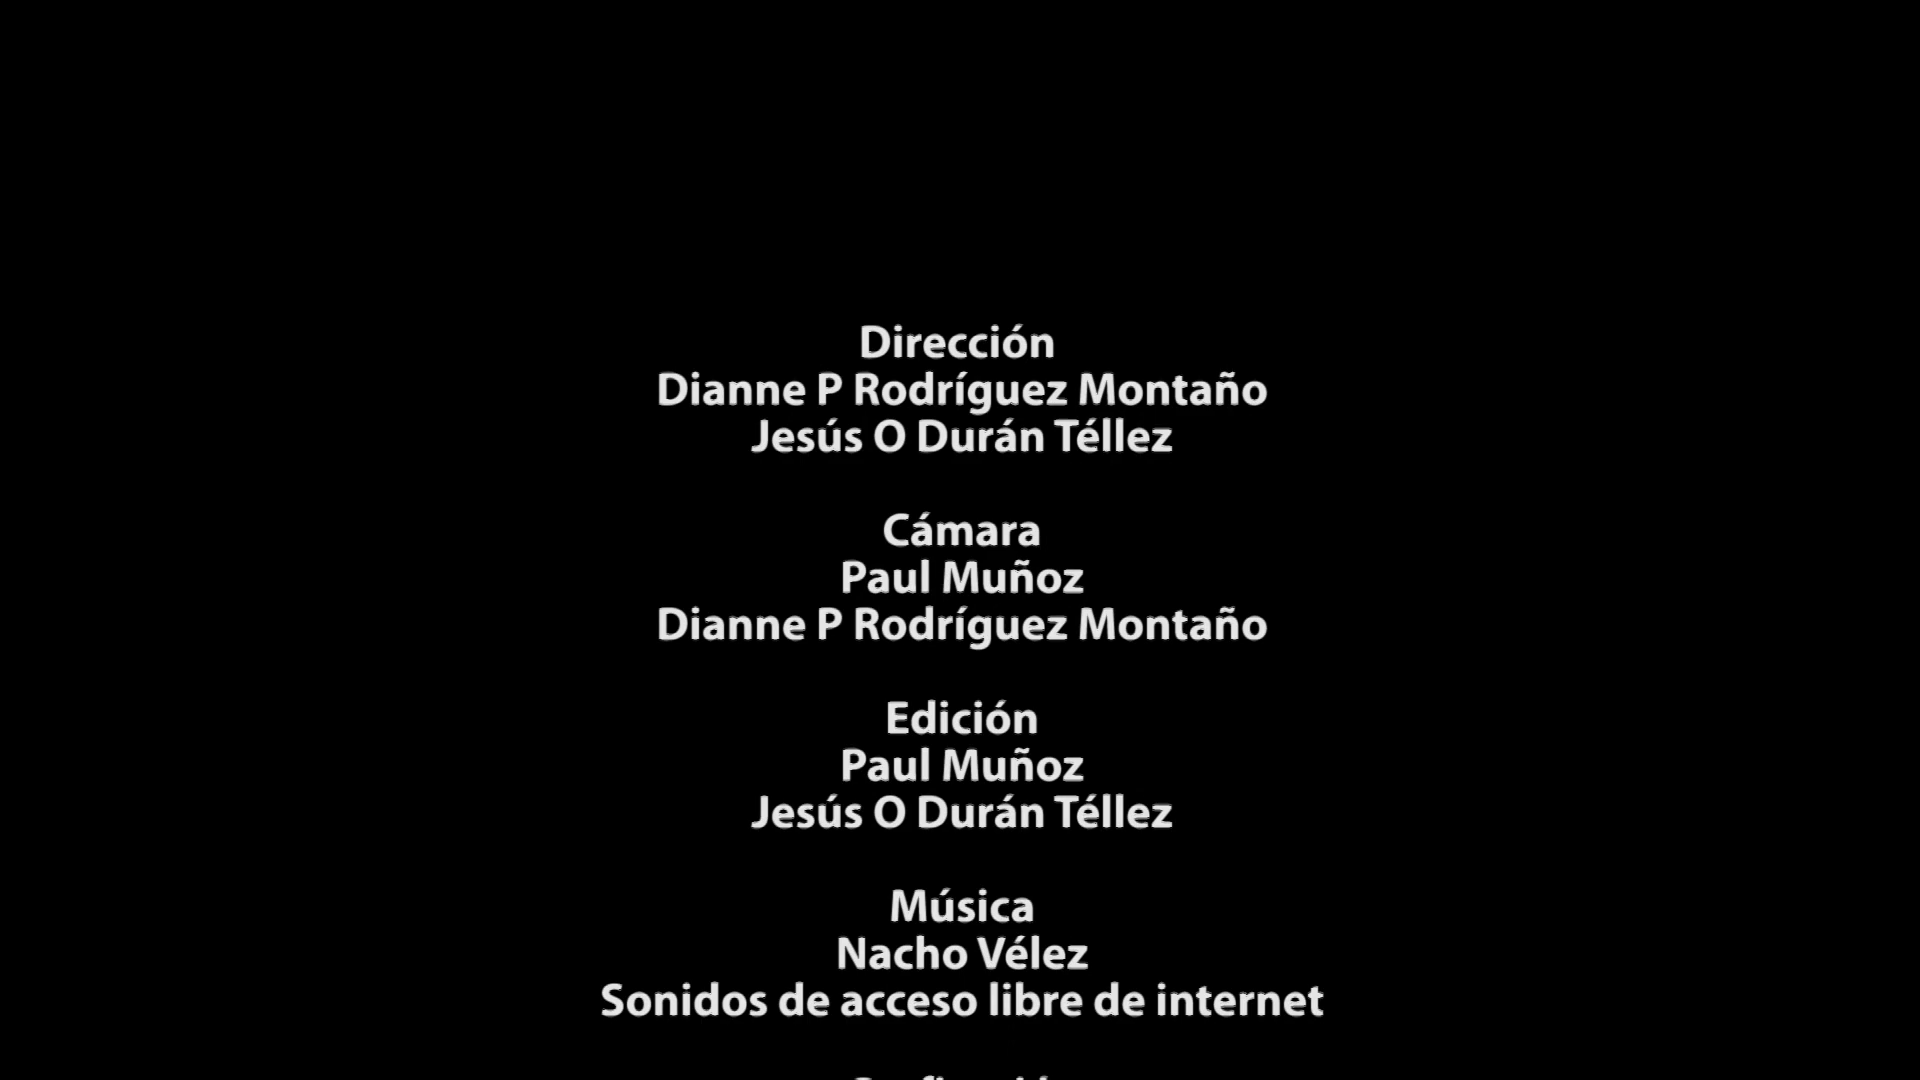 Dirección
Dianne P Rodríguez Montaño
Jesús O Durán Téllez
Cámara
Paul Muñoz
Dianne P Rodríguez Montaño
Edición
Paul Muñoz
Jesús O Durán Téllez
Música
Nacho Vélez
Sonidos de acceso libre de internet